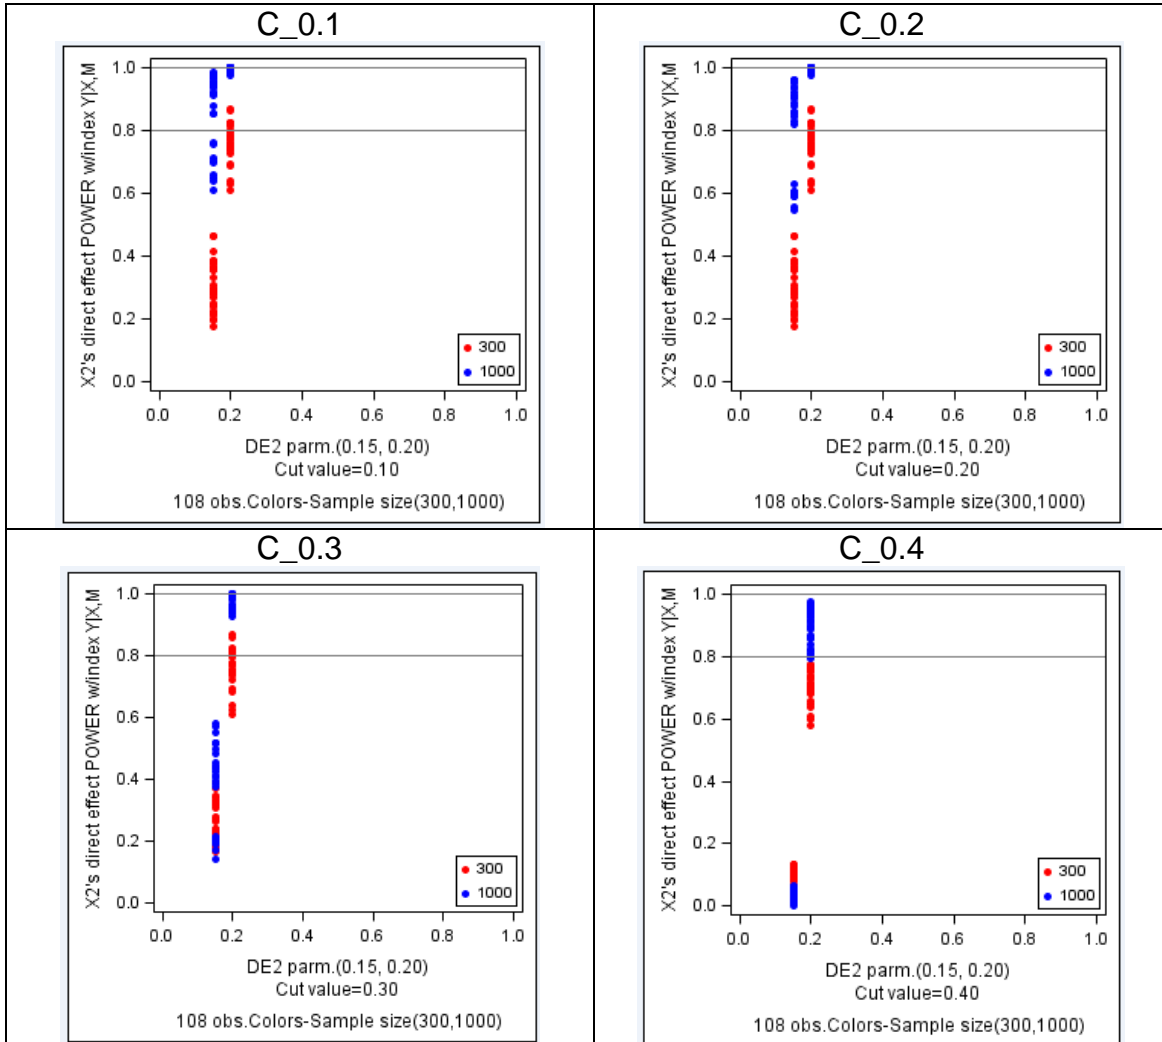 C_0.1
X2's direct effect POWER w/index Y|X,M
1.0
0.8
0.6
0.4
0.2
0.0
300
1000
0.0 0.2 0.4 0.6 0.8 1.0
DE2 parm.(0.15, 0.20)
Cut value=0.10
108 obs.Colors-Sample size(300,1000)
C_0.2
X2's direct effect POWER w/index Y|X,M
1.0
0.8
0.6
0.4
0.2
0.0
300
1000
0.0 0.2 0.4 0.6 0.8 1.0
DE2 parm.(0.15, 0.20)
Cut value=0.20
108 obs.Colors-Sample size(300,1000)
C_0.3
X2's direct effect POWER w/index Y|X,M
1.0
0.8
0.6
0.4
0.2
0.0
300
1000
0.0 0.2 0.4 0.6 0.8 1.0
DE2 parm.(0.15, 0.20)
Cut value=0.30
108 obs.Colors-Sample size(300,1000)
C_0.4
X2's direct effect POWER w/index Y|X,M
1.0
0.8
0.6
0.4
0.2
0.0
300
1000
0.0 0.2 0.4 0.6 0.8 1.0
DE2 parm.(0.15, 0.20)
Cut value=0.40
108 obs.Colors-Sample size(300,1000)